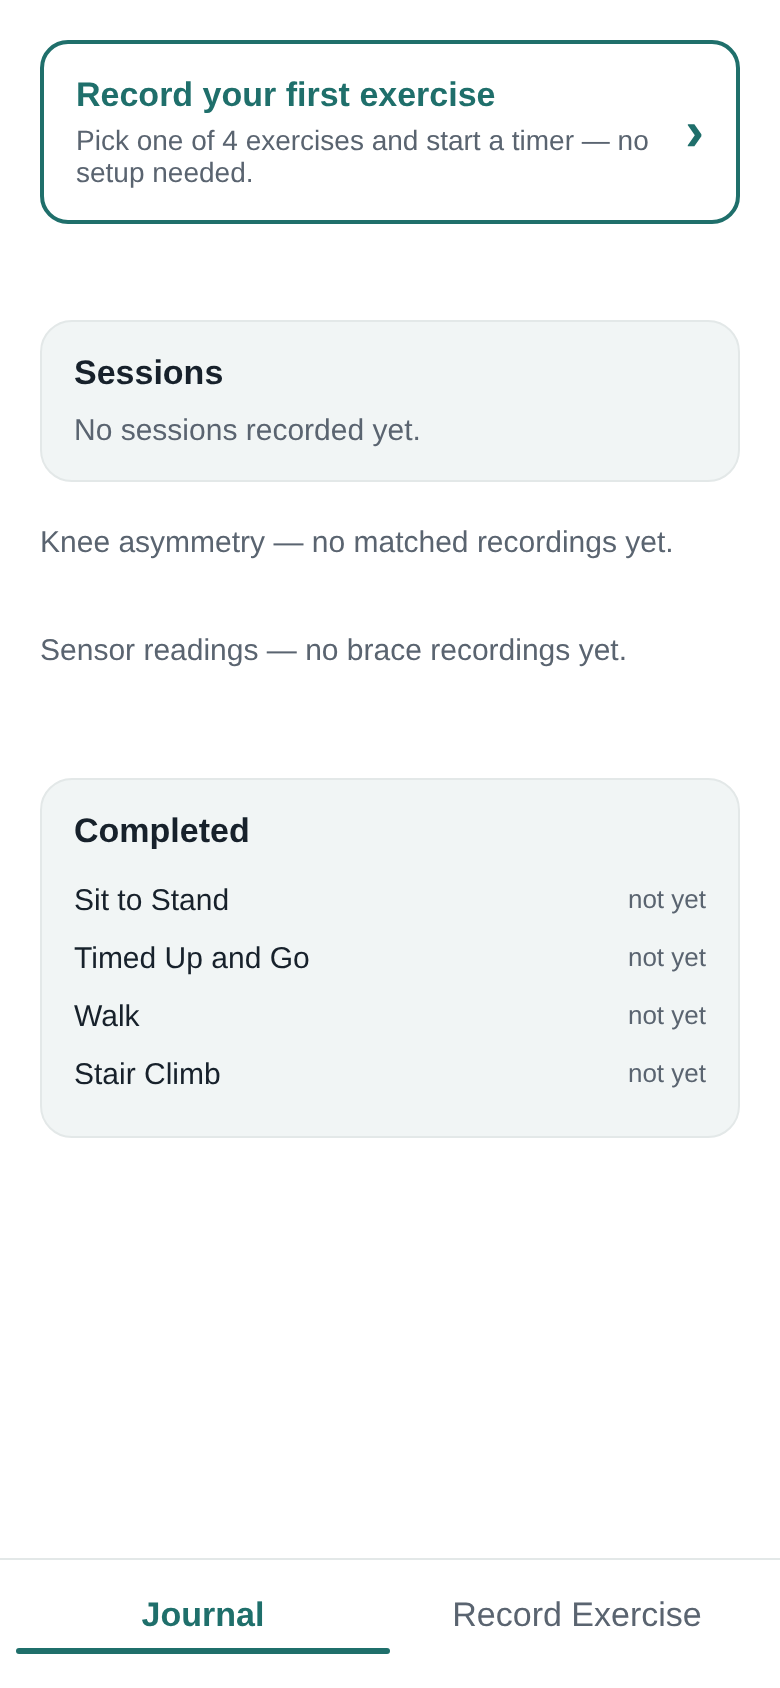 Record your first exercise
Pick one of 4 exercises and start a timer — no
setup needed.
›
Sessions
No sessions recorded yet.
Knee asymmetry — no matched recordings yet.
Sensor readings — no brace recordings yet.
Completed
Sit to Stand not yet
Timed Up and Go not yet
Walk not yet
Stair Climb not yet
Journal Record Exercise